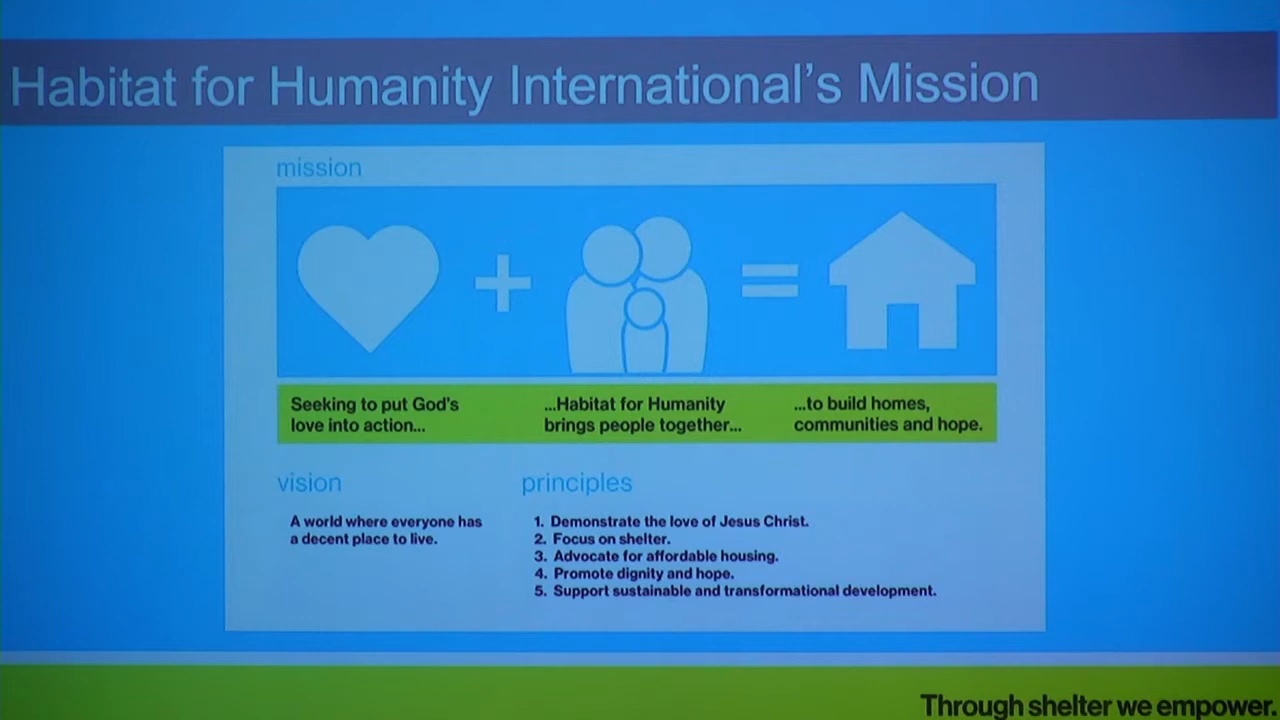 Habitat for Humanity International's Mission
mission
Seeking to put God's
love into action...
...Habitat for Humanity
brings people together...
...to build homes,
communities and hope.
vision
A world where everyone has
a decent place to live.
principles
1. Demonstrate the love of Jesus Christ.
2. Focus on shelter.
3. Advocate for affordable housing.
4. Promote dignity and hope.
5. Support sustainable and transformational development.
Through shelter we empower.